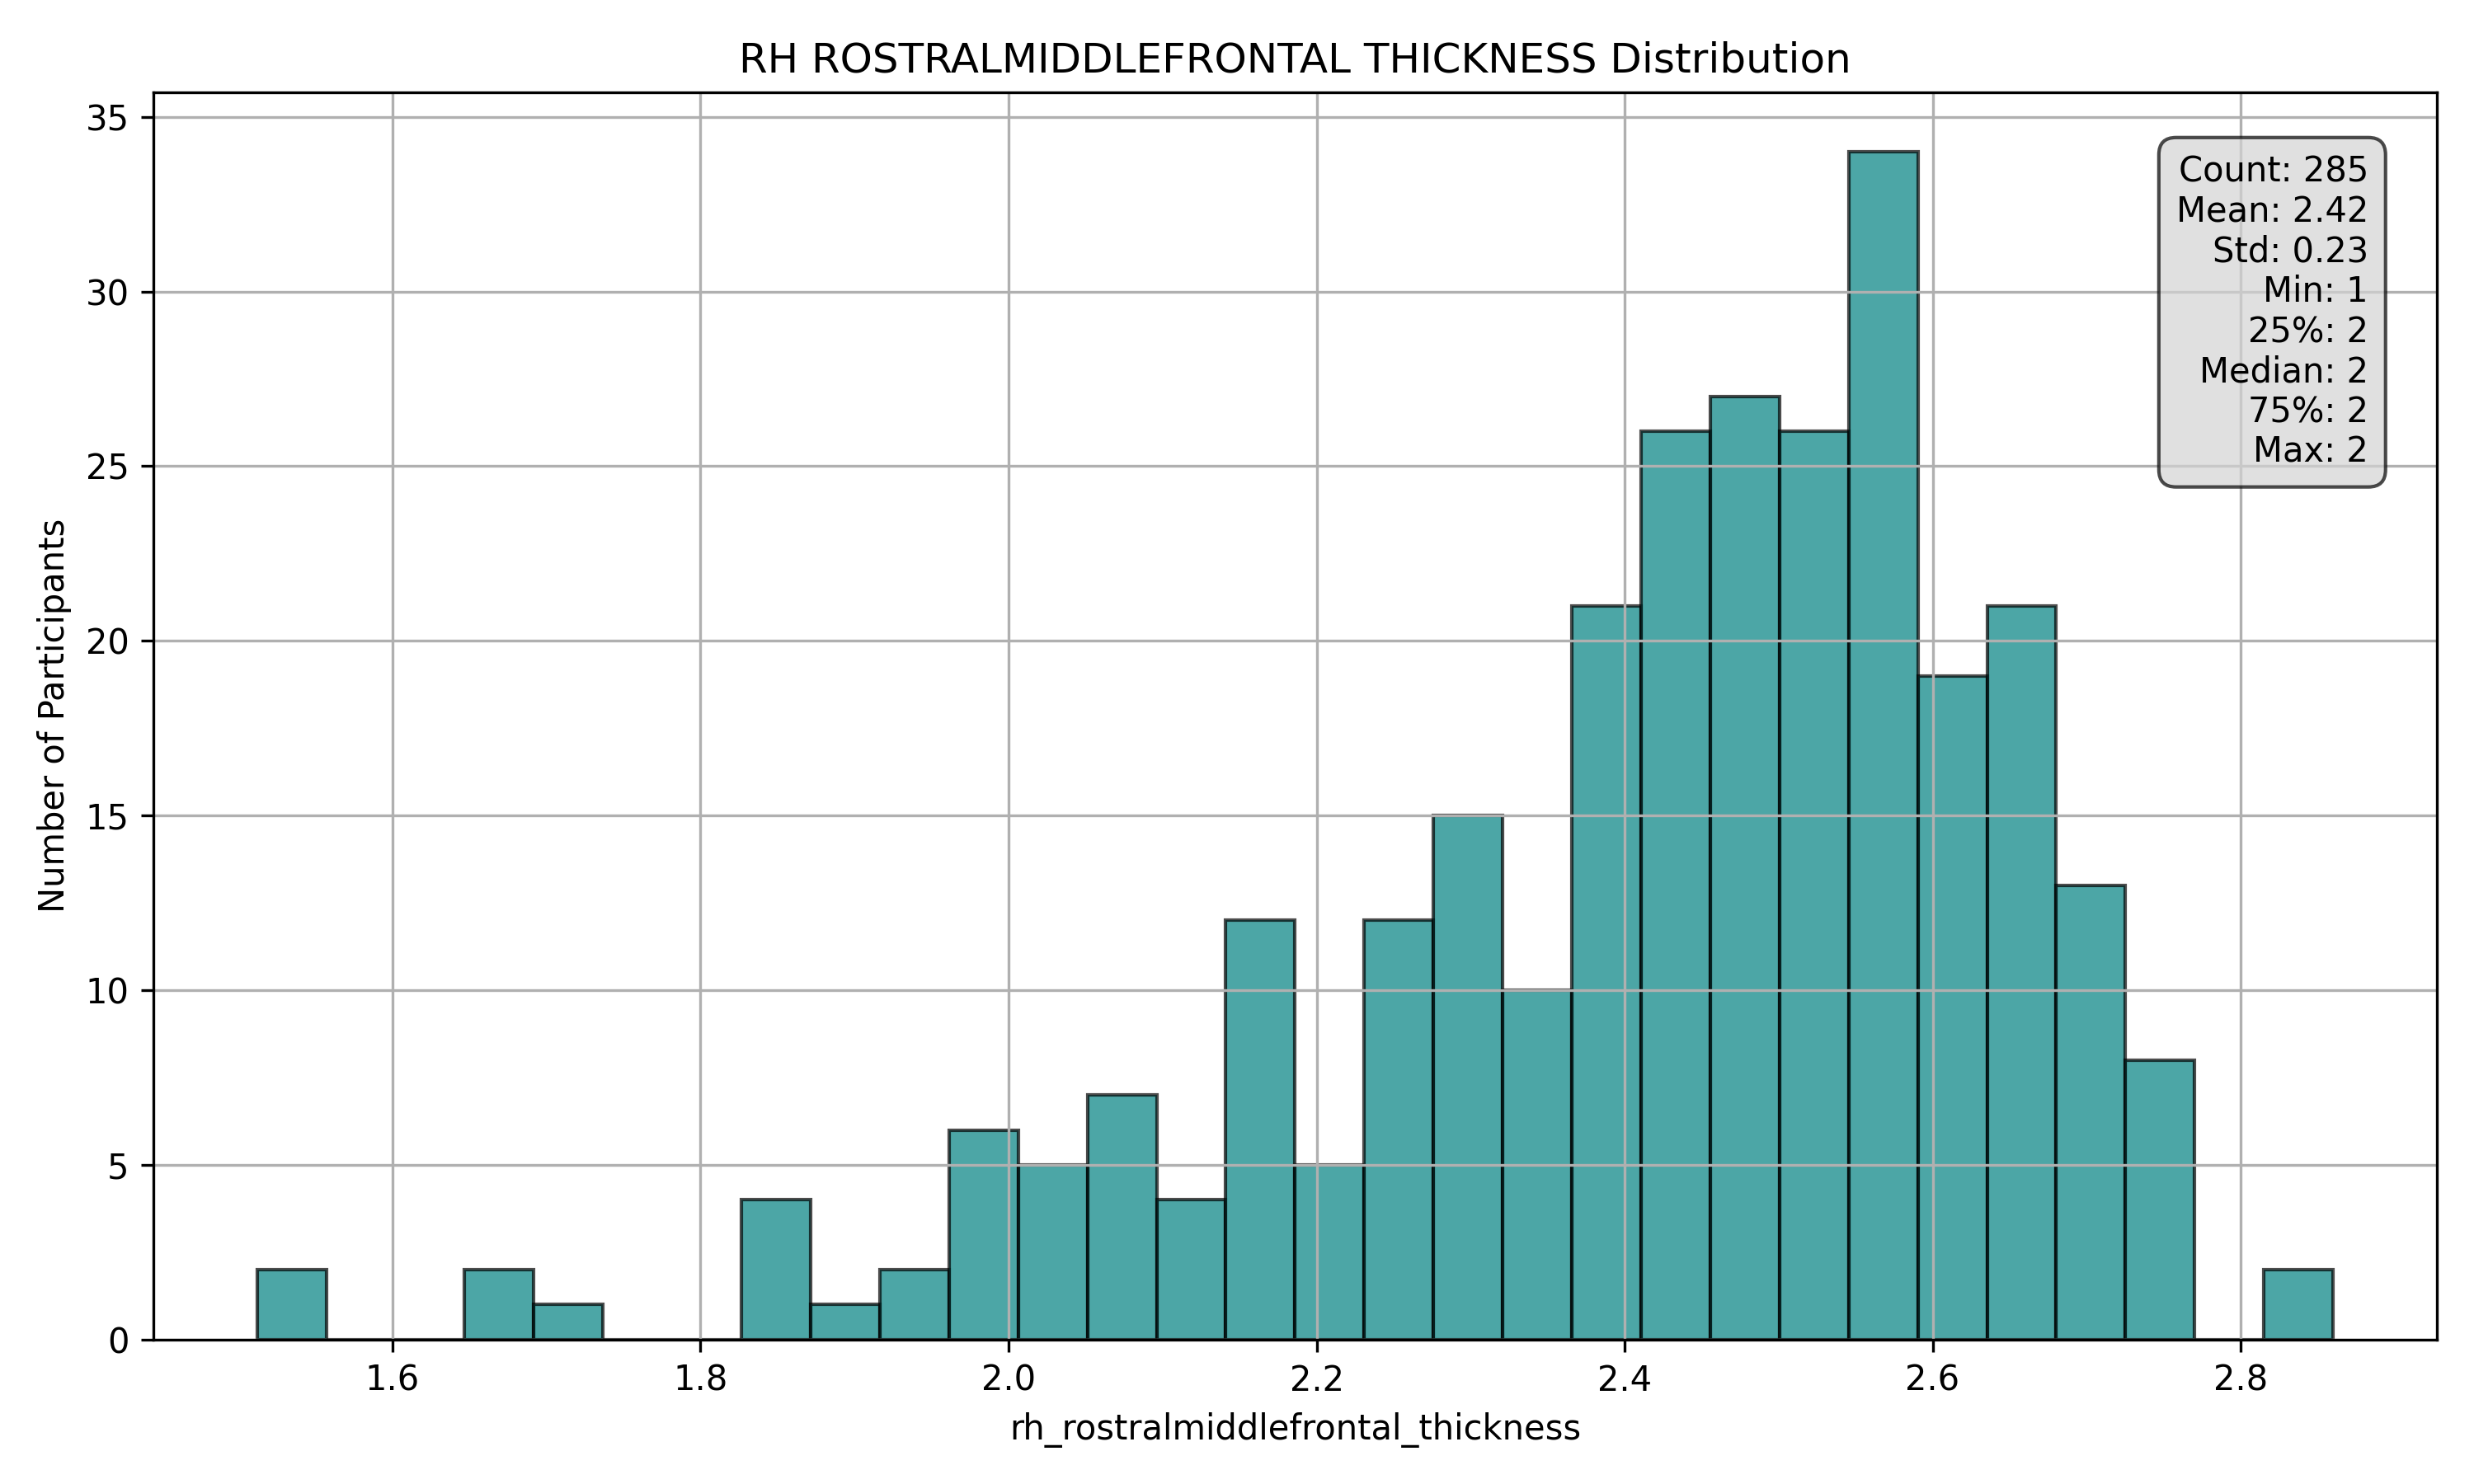 RH ROSTRALMIDDLEFRONTAL THICKNESS Distribution
35
30
25
20
15
10
5
0
Number of Participants
Count: 285
Mean: 2.42
Std: 0.23
Min: 1
25%: 2
Median: 2
75%: 2
Max: 2
1.6 1.8 2.0 2.2 2.4 2.6 2.8
rh_rostralmiddlefrontal_thickness